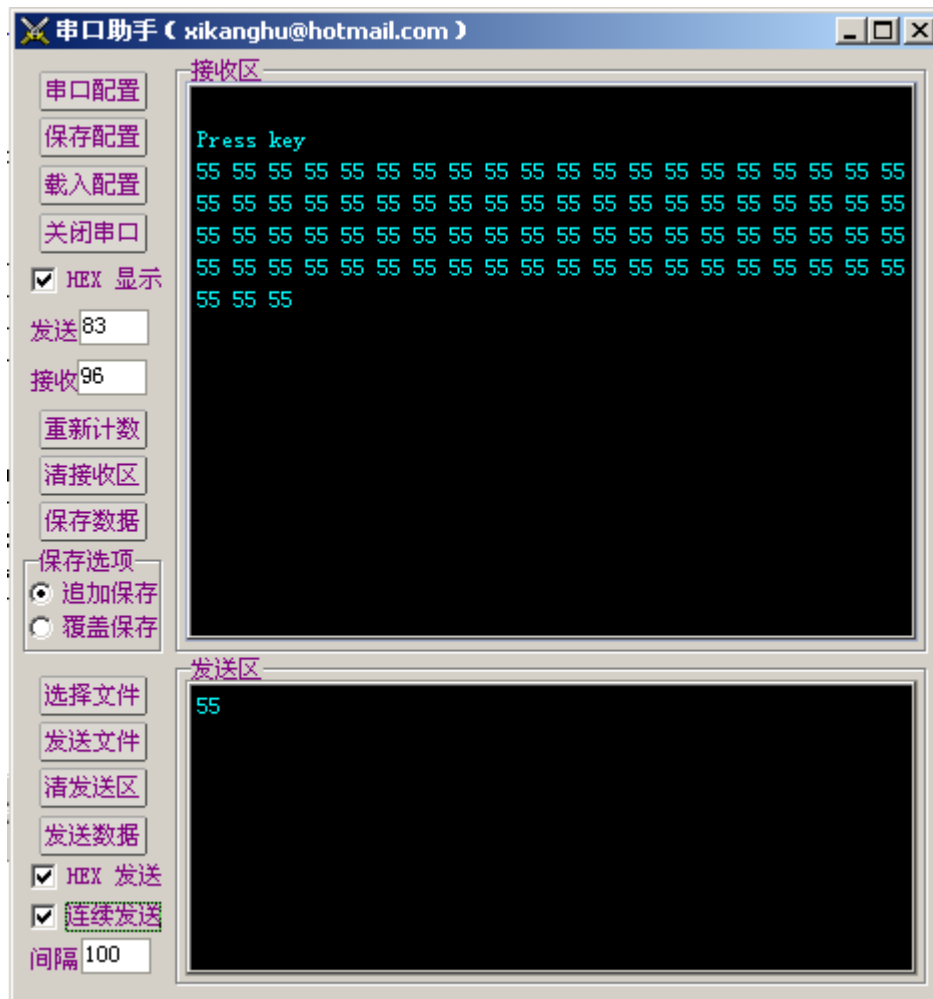 串口助手 ( xikanghu@hotmail.com )
串口配置
保存配置
载入配置
关闭串口
HEX 显示
发送 83
接收 96
重新计数
清接收区
保存数据
保存选项
追加保存
覆盖保存
选择文件
发送文件
清发送区
发送数据
HEX 发送
连续发送
间隔 100
接收区
Press key
55 55 55 55 55 55 55 55 55 55 55 55 55 55 55 55 55 55 55 55
55 55 55 55 55 55 55 55 55 55 55 55 55 55 55 55 55 55 55 55
55 55 55 55 55 55 55 55 55 55 55 55 55 55 55 55 55 55 55 55
55 55 55 55 55 55 55 55 55 55 55 55 55 55 55 55 55 55 55 55
55 55 55
发送区
55